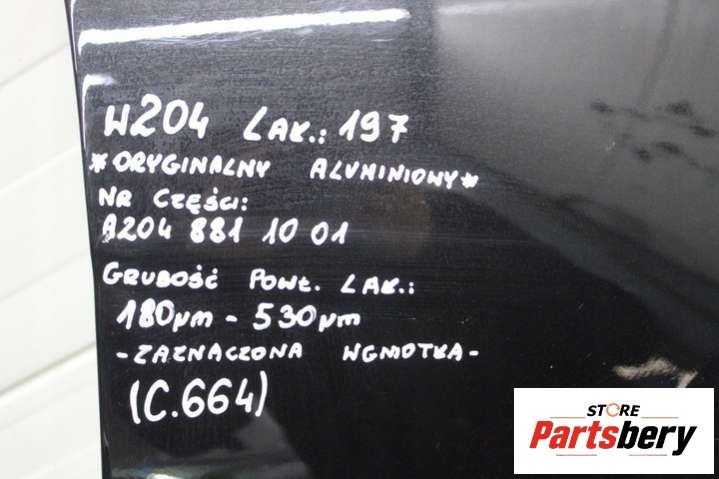 W204 LAK.: 197
*ORYGINALNY ALUMINIOWY*
NR CZĘŚCI:
A204 881 10 01
GRUBOŚĆ POWŁ. LAK.:
180µm - 530µm
-ZAZNACZONA WGMOTKA-
(C.664)
STORE
Partsbery